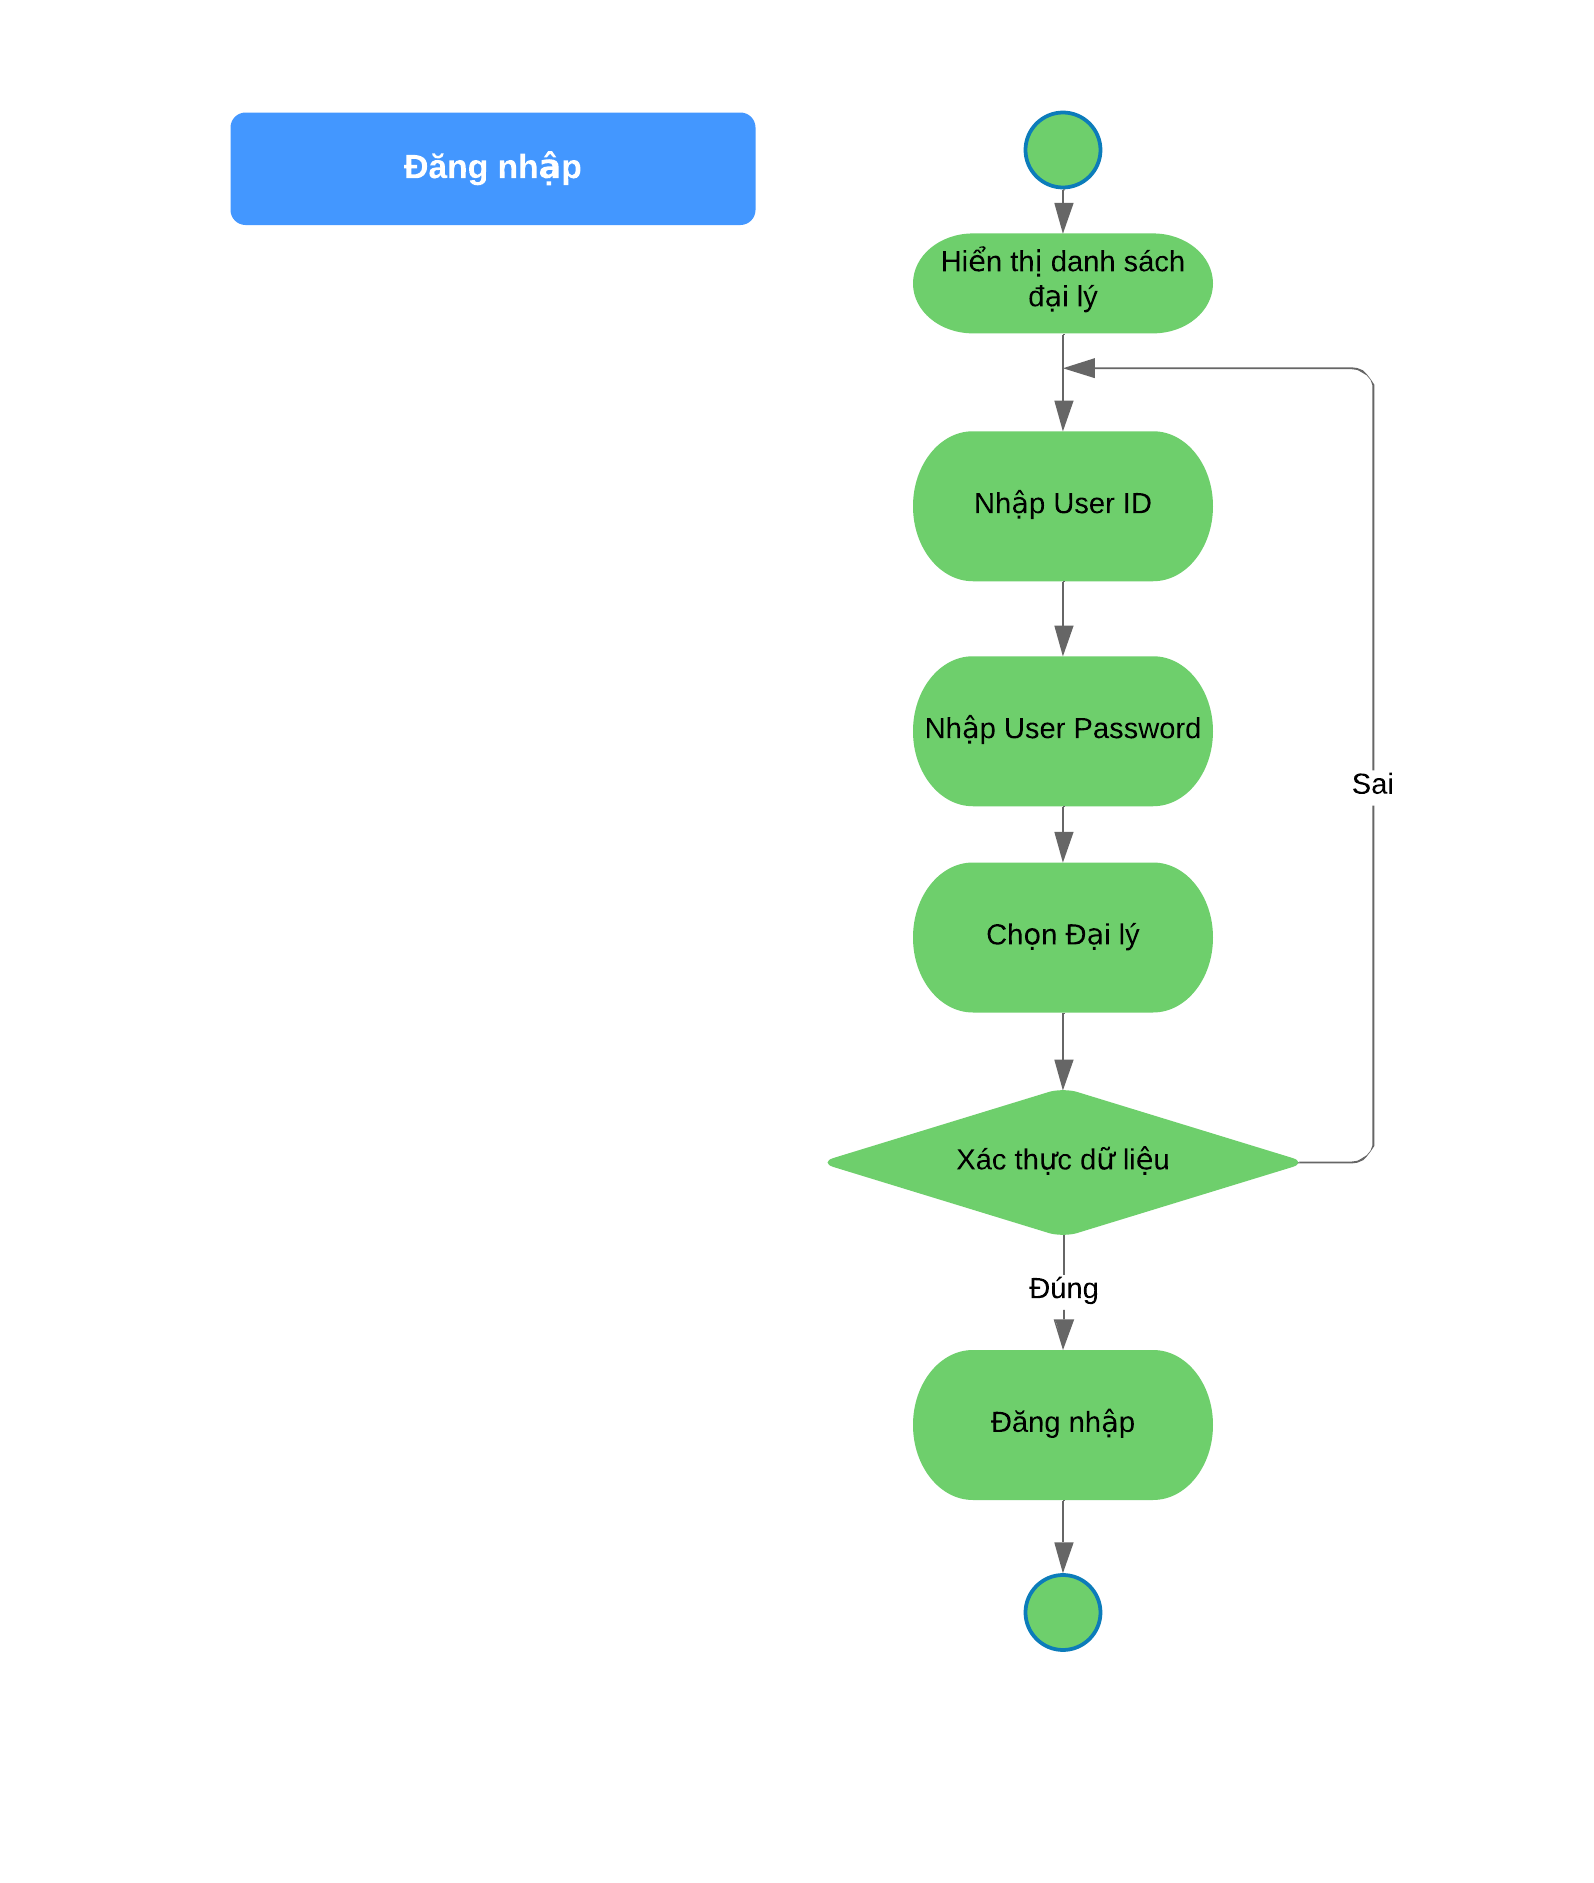 Đăng nhập
Hiển thị danh sách
đại lý
Nhập User ID
Nhập User Password
Sai
Chọn Đại lý
Xác thực dữ liệu
Đúng
Đăng nhập